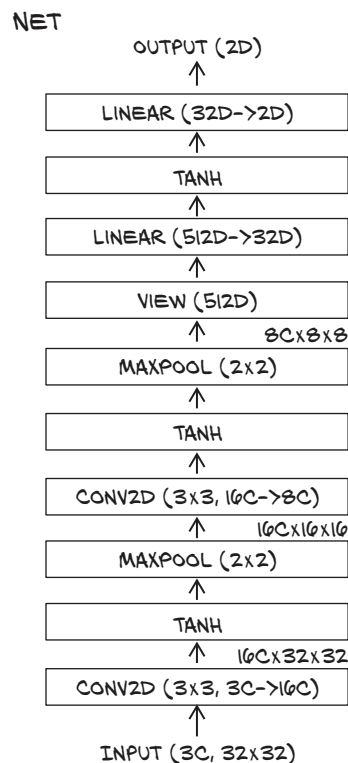 NET
OUTPUT (2D)
LINEAR (32D->2D)
TANH
LINEAR (512D->32D)
VIEW (512D)
8CX8X8
MAXPOOL (2X2)
TANH
CONV2D (3X3, 16C->8C)
16CX16X16
MAXPOOL (2X2)
TANH
16CX32X32
CONV2D (3X3, 3C->16C)
INPUT (3C, 32X32)